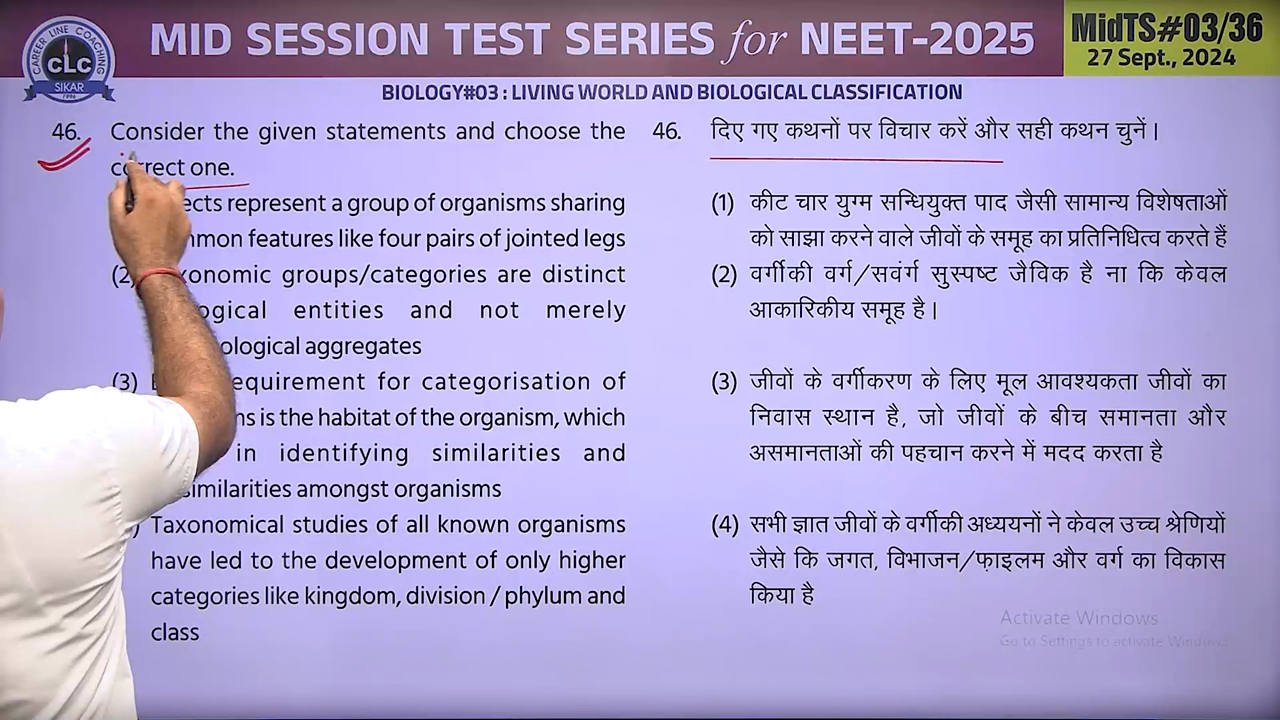 CAREER LINE COACHING
CLC
SIKAR
MID SESSION TEST SERIES for NEET-2025
MidTS#03/36
27 Sept., 2024
BIOLOGY#03 : LIVING WORLD AND BIOLOGICAL CLASSIFICATION
46. Consider the given statements and choose the
correct one.
ects represent a group of organisms sharing
mmon features like four pairs of jointed legs
(2) xonomic groups/categories are distinct
ogical entities and not merely
ological aggregates
(3) equirement for categorisation of
ns is the habitat of the organism, which
in identifying similarities and
similarities amongst organisms
) Taxonomical studies of all known organisms
have led to the development of only higher
categories like kingdom, division / phylum and
class
46. दिए गए कथनों पर विचार करें और सही कथन चुनें।
(1) कीट चार युग्म सन्धियुक्त पाद जैसी सामान्य विशेषताओं
को साझा करने वाले जीवों के समूह का प्रतिनिधित्व करते हैं
(2) वर्गीकी वर्ग/सवंर्ग सुस्पष्ट जैविक है ना कि केवल
आकारिकीय समूह है।
(3) जीवों के वर्गीकरण के लिए मूल आवश्यकता जीवों का
निवास स्थान है, जो जीवों के बीच समानता और
असमानताओं की पहचान करने में मदद करता है
(4) सभी ज्ञात जीवों के वर्गीकी अध्ययनों ने केवल उच्च श्रेणियों
जैसे कि जगत, विभाजन/फ़ाइलम और वर्ग का विकास
किया है
Activate Windows
Go to Settings to activate Windows.